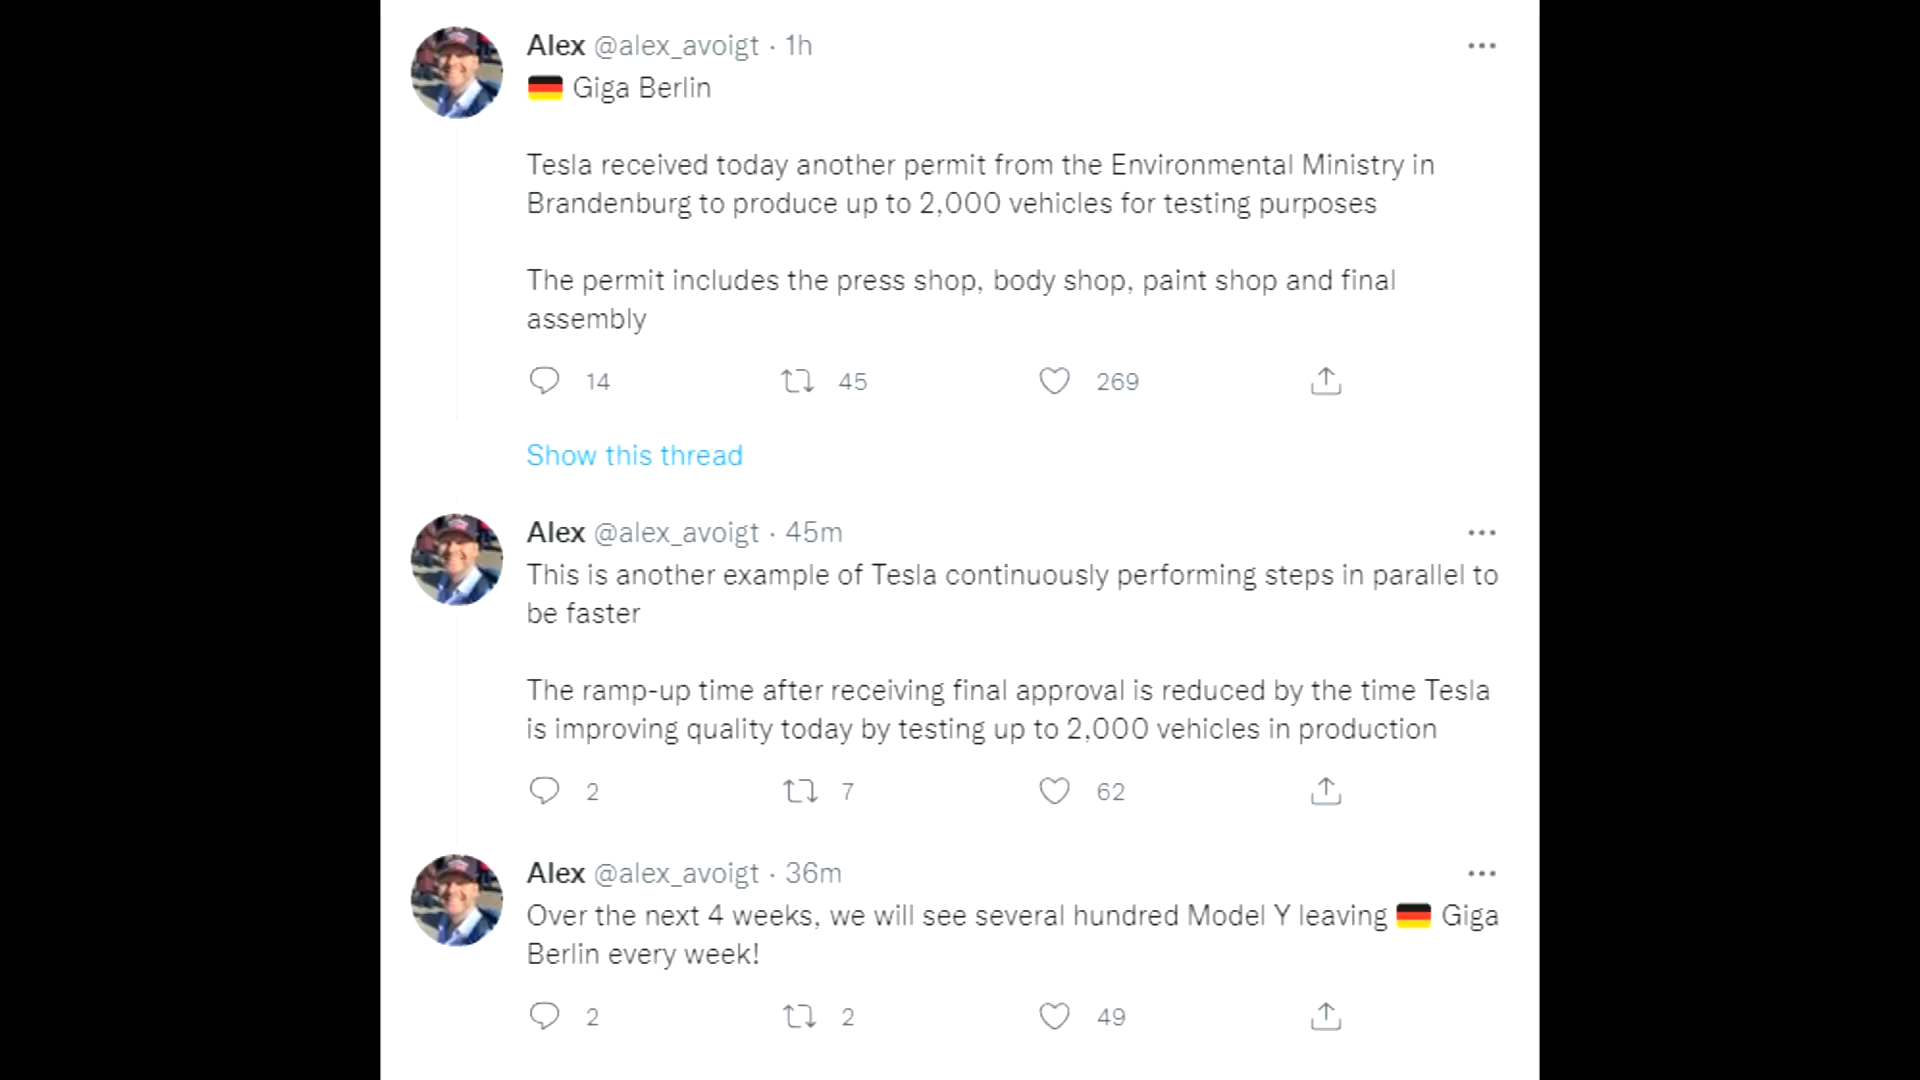 Alex @alex_avoigt · 1h
Giga Berlin
Tesla received today another permit from the Environmental Ministry in
Brandenburg to produce up to 2,000 vehicles for testing purposes
The permit includes the press shop, body shop, paint shop and final
assembly
14 45 269
Show this thread
Alex @alex_avoigt · 45m
This is another example of Tesla continuously performing steps in parallel to
be faster
The ramp-up time after receiving final approval is reduced by the time Tesla
is improving quality today by testing up to 2,000 vehicles in production
2 7 62
Alex @alex_avoigt · 36m
Over the next 4 weeks, we will see several hundred Model Y leaving 🇩🇪 Giga
Berlin every week!
2 2 49